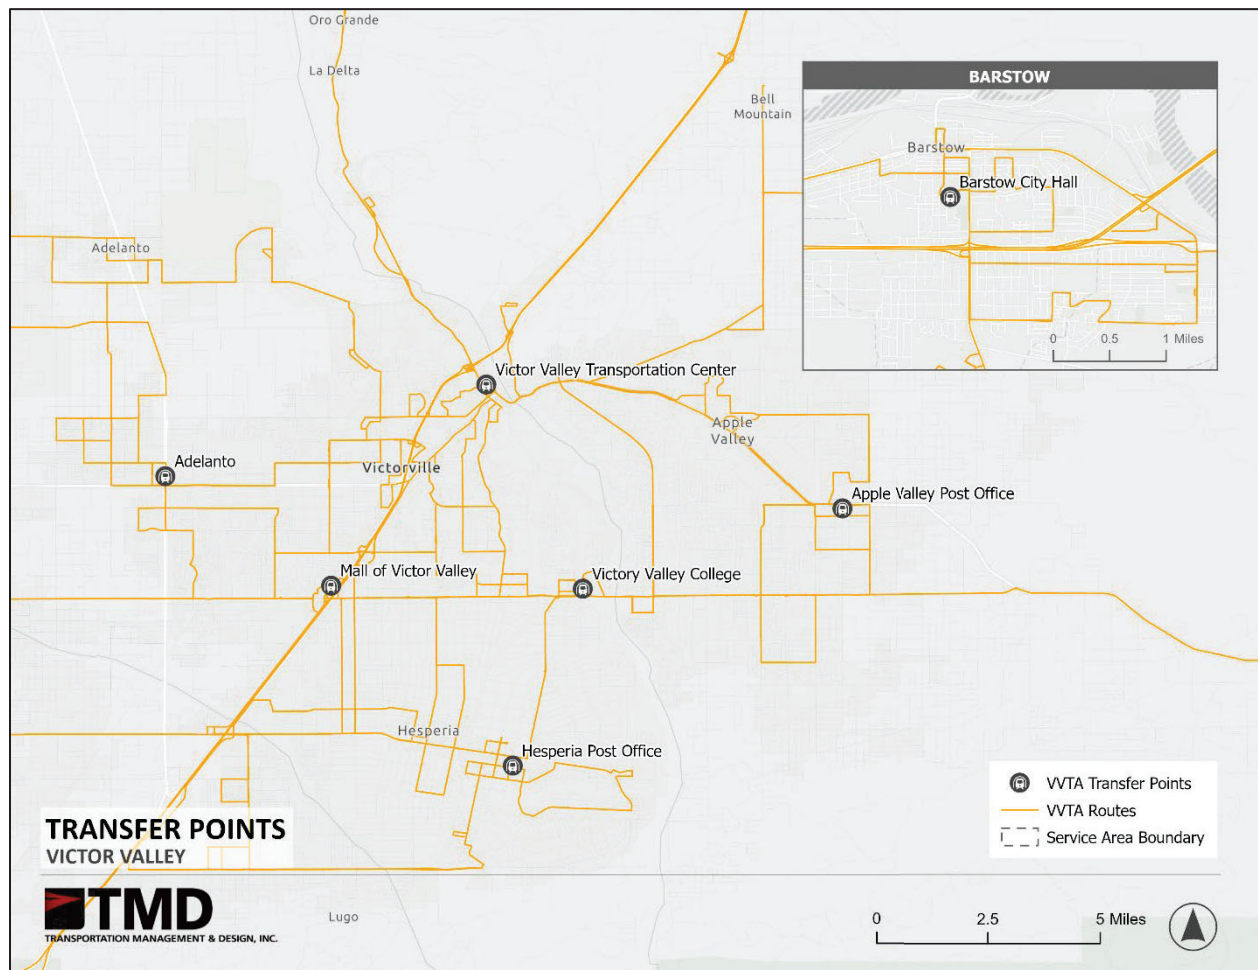 Oro Grande
La Delta
Bell
Mountain
BARSTOW
Barstow
Barstow City Hall
0 0.5 1 Miles
Adelanto
Victor Valley Transportation Center
Apple
Valley
Adelanto
Victorville
Apple Valley Post Office
Mall of Victor Valley
Victory Valley College
Hesperia
Hesperia Post Office
VVTA Transfer Points
VVTA Routes
Service Area Boundary
TRANSFER POINTS
VICTOR VALLEY
TMD
TRANSPORTATION MANAGEMENT & DESIGN, INC.
Lugo
0 2.5 5 Miles